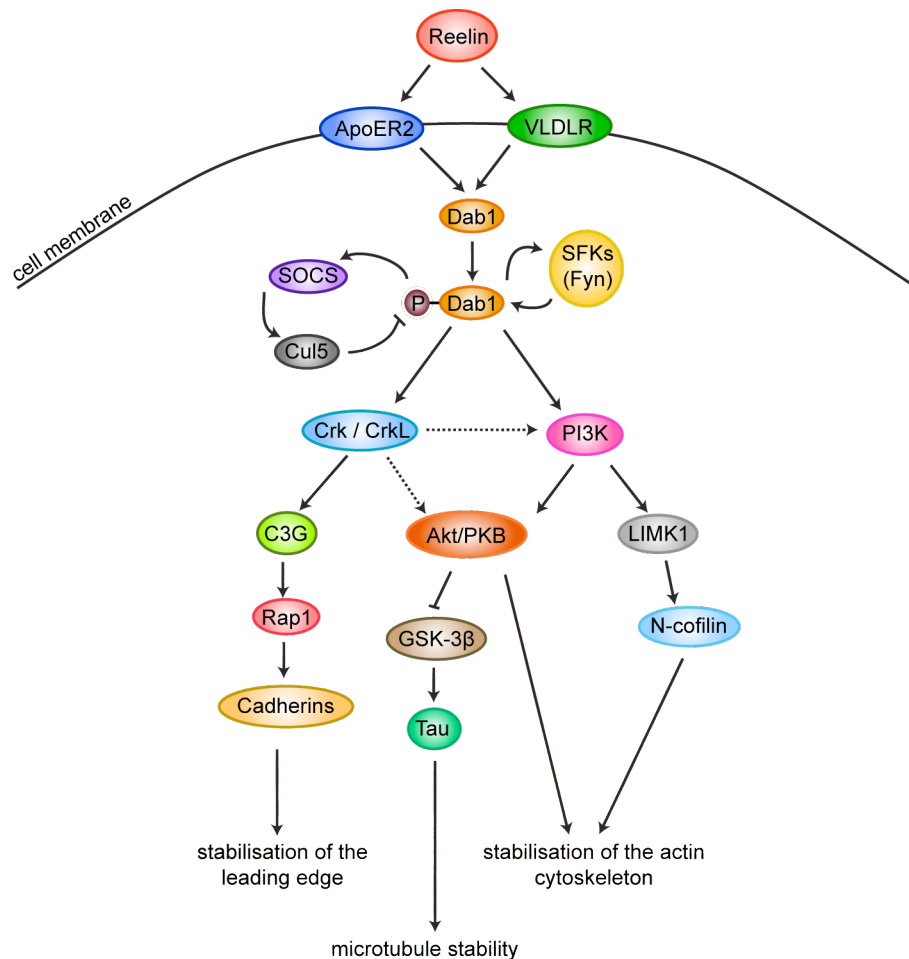 Reelin
ApoER2
VLDLR
cell membrane
Dab1
SFKs
(Fyn)
SOCS
P
Dab1
Cul5
Crk / CrkL
PI3K
C3G
Akt/PKB
LIMK1
Rap1
GSK-3β
N-cofilin
Cadherins
Tau
stabilisation of the
leading edge
stabilisation of the actin
cytoskeleton
microtubule stability